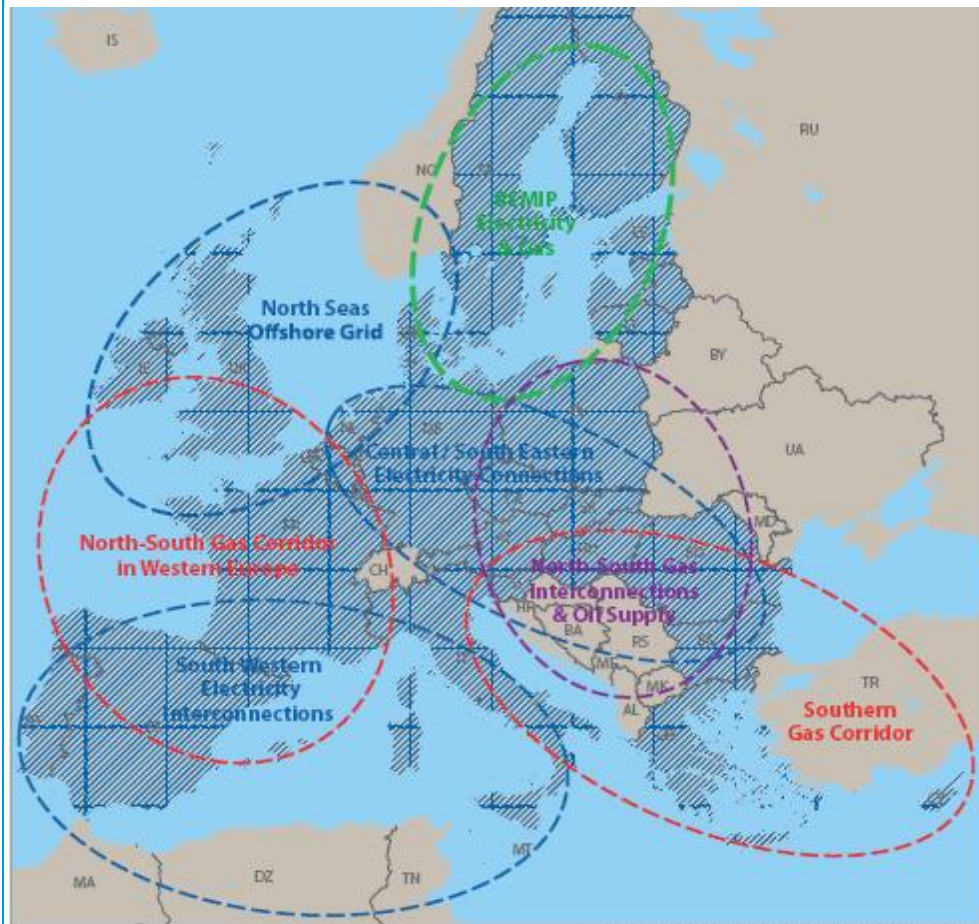 IS
RU
NO
BEMIP
Electricity
& Gas
North Seas
Offshore Grid
IE
UK
BY
UA
Central / South Eastern
Electricity Connections
MD
North-South Gas Corridor
in Western Europe
CH
North-South Gas
Interconnections
& Oil Supply
HR
BA
RS
ME
MK
AL
South Western
Electricity
Interconnections
TR
Southern
Gas Corridor
MT
MA
DZ
TN